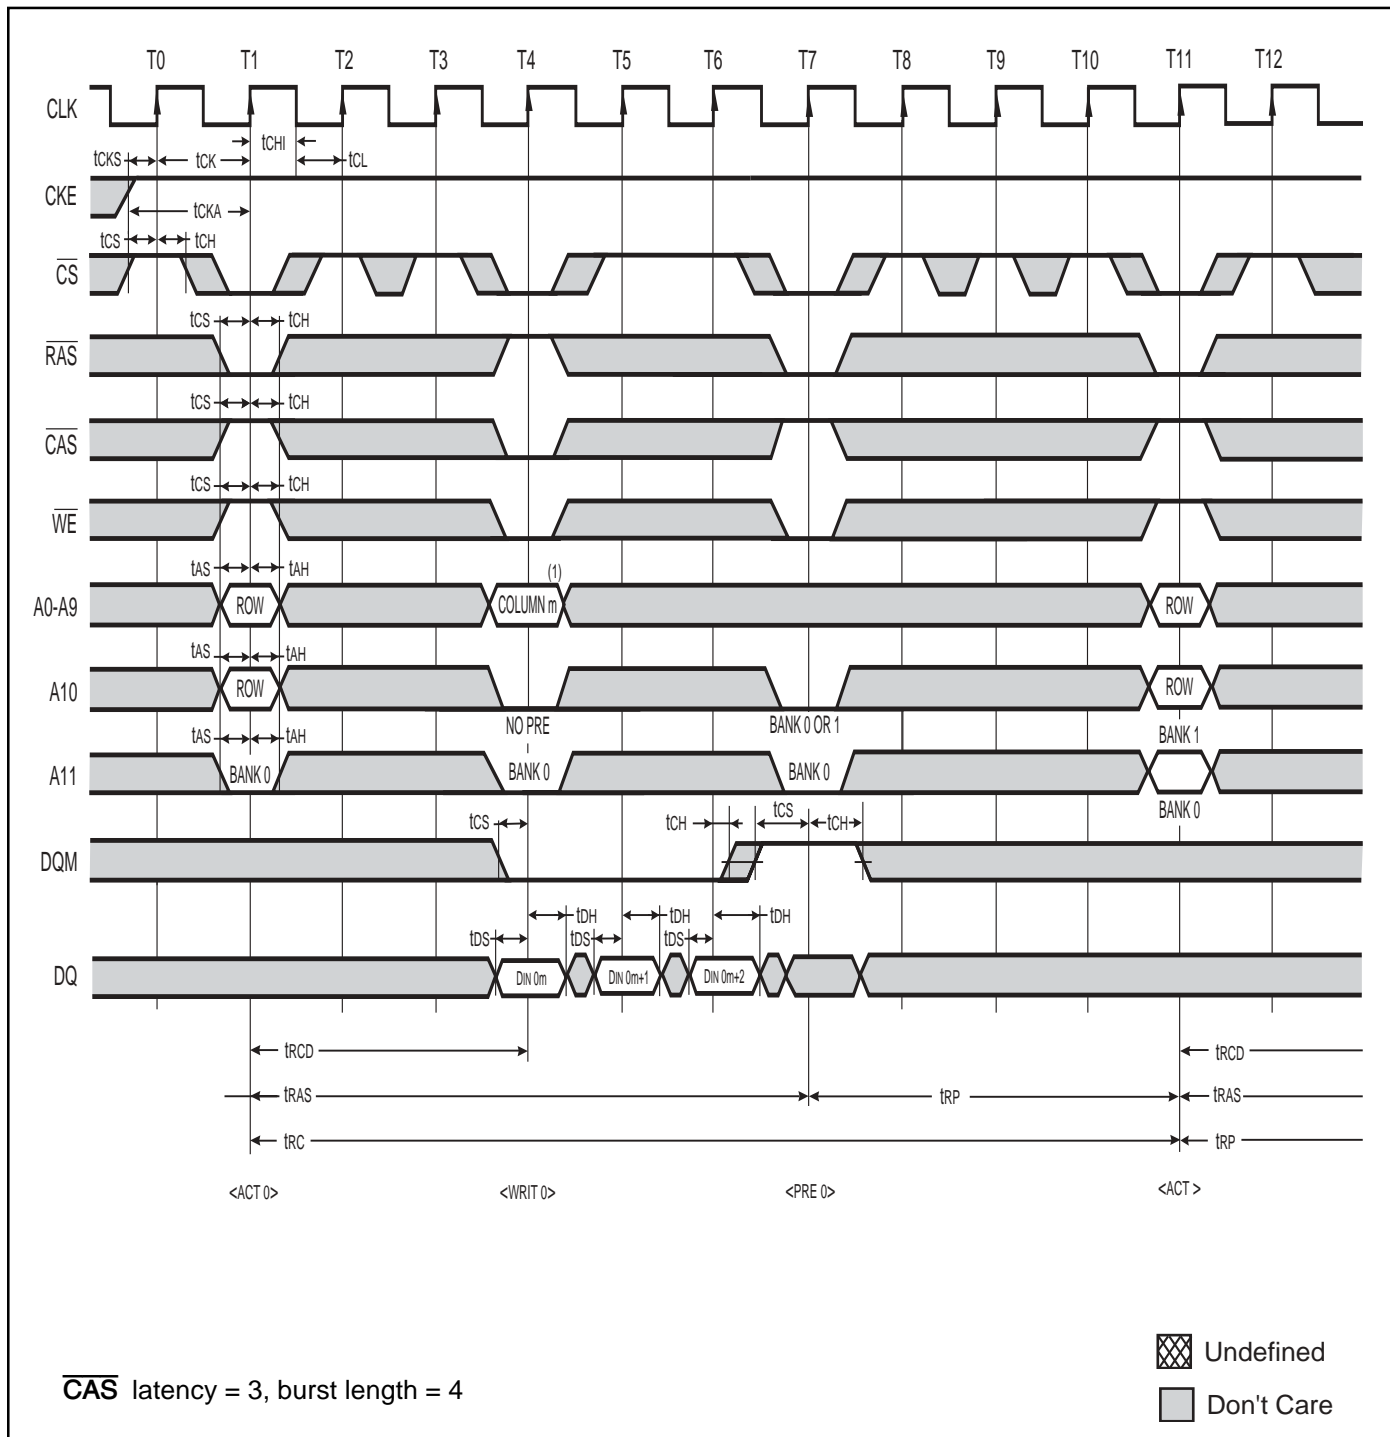 T0 T1 T2 T3 T4 T5 T6 T7 T8 T9 T10 T11 T12
CLK
tCHI
tCKS tCK tCL
CKE
tCKA
tCS tCH
CS
tCS tCH
RAS
tCS tCH
CAS
tCS tCH
WE
tAS tAH (1)
A0-A9 ROW COLUMN m ROW
tAS tAH
A10 ROW ROW
NO PRE BANK 0 OR 1 BANK 1
tAS tAH
A11 BANK 0 BANK 0 BANK 0
BANK 0
tCS tCH tCS tCH
DQM
tDH tDH tDH
tDS tDS tDS
DQ DIN 0m DIN 0m+1 DIN 0m+2
tRCD tRCD
tRAS tRP tRAS
tRC tRP
<ACT 0> <WRIT 0> <PRE 0> <ACT >
Undefined
CAS latency = 3, burst length = 4
Don't Care